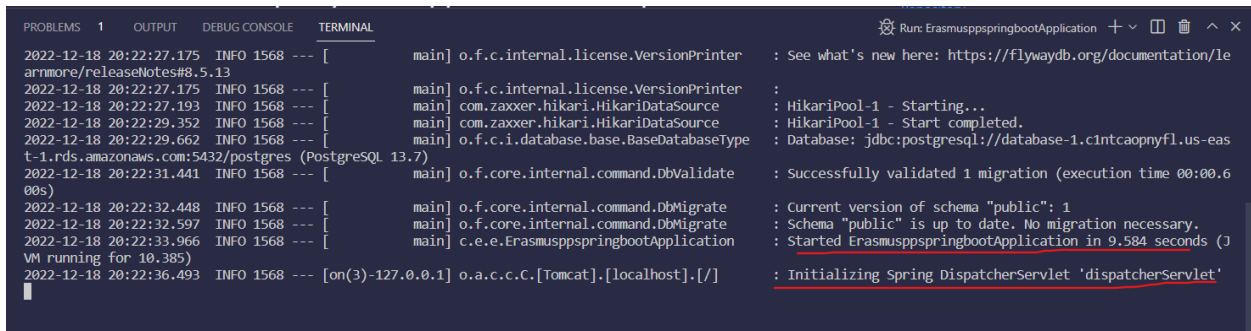 PROBLEMS 1 OUTPUT DEBUG CONSOLE TERMINAL Run: ErasmusppspringbootApplication
2022-12-18 20:22:27.175 INFO 1568 --- [ main] o.f.c.internal.license.VersionPrinter : See what's new here: https://flywaydb.org/documentation/le
arnmore/releaseNotes#8.5.13
2022-12-18 20:22:27.175 INFO 1568 --- [ main] o.f.c.internal.license.VersionPrinter :
2022-12-18 20:22:27.193 INFO 1568 --- [ main] com.zaxxer.hikari.HikariDataSource : HikariPool-1 - Starting...
2022-12-18 20:22:29.352 INFO 1568 --- [ main] com.zaxxer.hikari.HikariDataSource : HikariPool-1 - Start completed.
2022-12-18 20:22:29.662 INFO 1568 --- [ main] o.f.c.i.database.base.BaseDatabaseType : Database: jdbc:postgresql://database-1.c1ntcaopnyfl.us-eas
t-1.rds.amazonaws.com:5432/postgres (PostgreSQL 13.7)
2022-12-18 20:22:31.441 INFO 1568 --- [ main] o.f.core.internal.command.DbValidate : Successfully validated 1 migration (execution time 00:00.6
00s)
2022-12-18 20:22:32.448 INFO 1568 --- [ main] o.f.core.internal.command.DbMigrate : Current version of schema "public": 1
2022-12-18 20:22:32.597 INFO 1568 --- [ main] o.f.core.internal.command.DbMigrate : Schema "public" is up to date. No migration necessary.
2022-12-18 20:22:33.966 INFO 1568 --- [ main] c.e.e.ErasmusppspringbootApplication : Started ErasmusppspringbootApplication in 9.584 seconds (J
VM running for 10.385)
2022-12-18 20:22:36.493 INFO 1568 --- [on(3)-127.0.0.1] o.a.c.c.C.[Tomcat].[localhost].[/] : Initializing Spring DispatcherServlet 'dispatcherServlet'